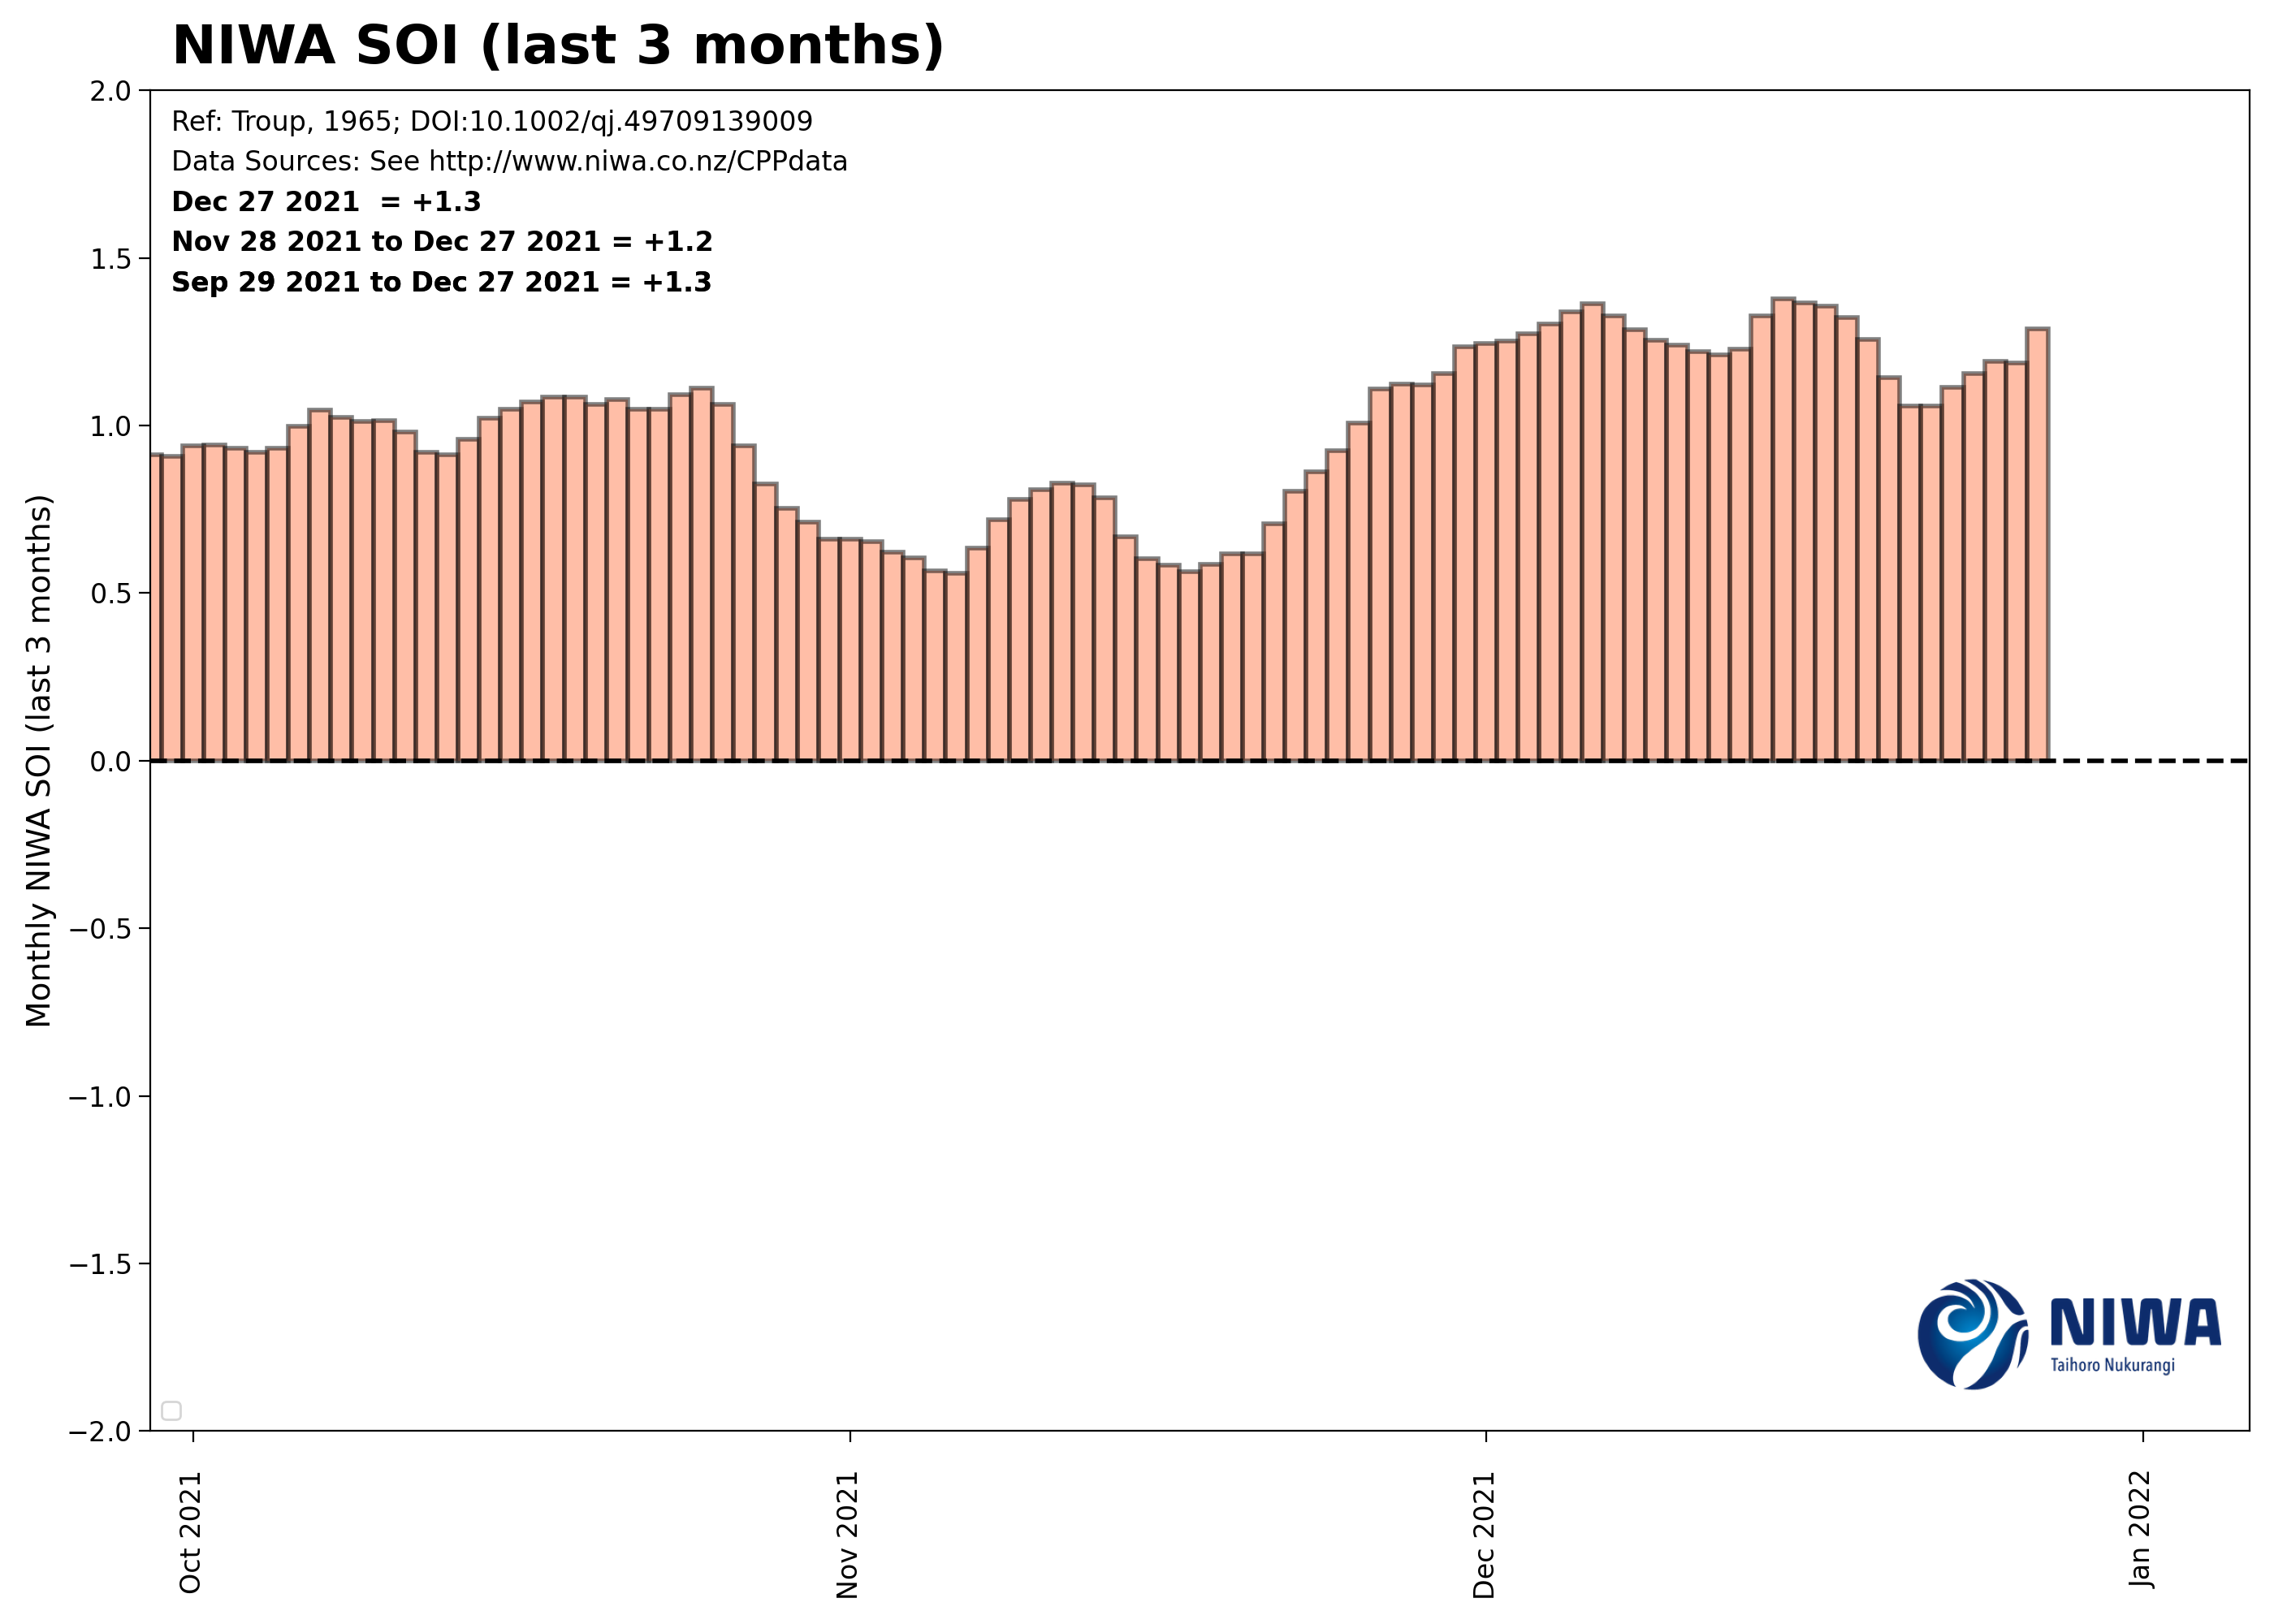 NIWA SOI (last 3 months)
Ref: Troup, 1965; DOI:10.1002/qj.49709139009
Data Sources: See http://www.niwa.co.nz/CPPdata
Dec 27 2021  = +1.3
Nov 28 2021 to Dec 27 2021 = +1.2
Sep 29 2021 to Dec 27 2021 = +1.3
Monthly NIWA SOI (last 3 months)
2.0
1.5
1.0
0.5
0.0
−0.5
−1.0
−1.5
−2.0
Oct 2021
Nov 2021
Dec 2021
Jan 2022
NIWA
Taihoro Nukurangi